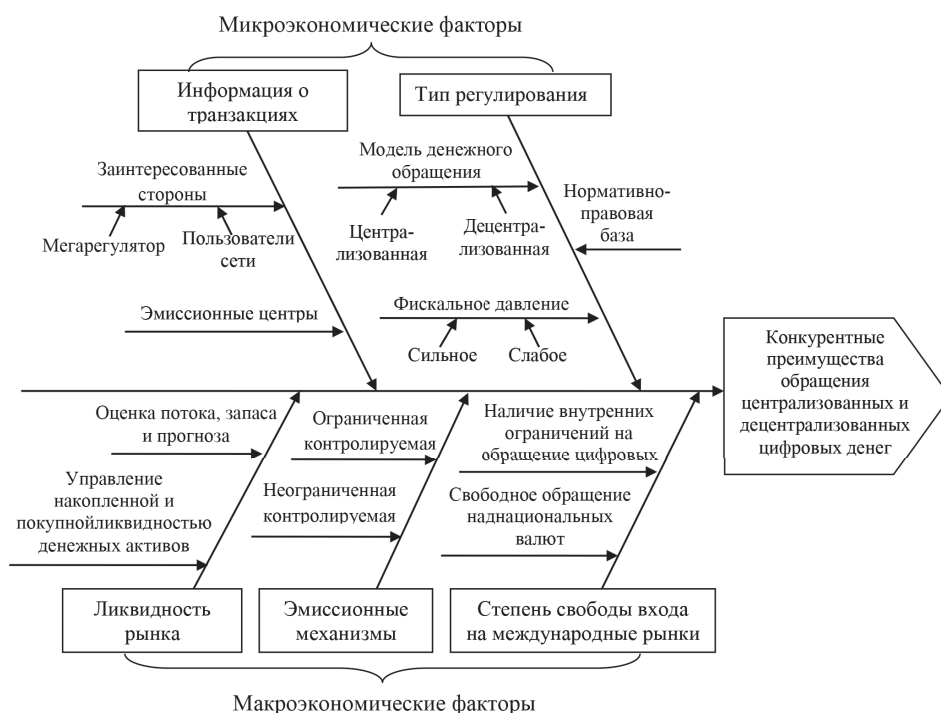 Микроэкономические факторы
Информация о
транзакциях
Тип регулирования
Заинтересованные
стороны
Мегарегулятор
Пользователи
сети
Эмиссионные центры
Модель денежного
обращения
Централ-
изованная
Децентра-
лизованная
Нормативно-
правовая
база
Фискальное давление
Сильное
Слабое
Конкурентные
преимущества
обращения
централизованных и
децентрализованных
цифровых денег
Оценка потока, запаса
и прогноза
Управление
накопленной и
покупнойликвидностью
денежных активов
Ограниченная
контролируемая
Неограниченная
контролируемая
Наличие внутренних
ограничений на
обращение цифровых
Свободное обращение
наднациональных
валют
Ликвидность
рынка
Эмиссионные
механизмы
Степень свободы входа
на международные рынки
Макроэкономические факторы